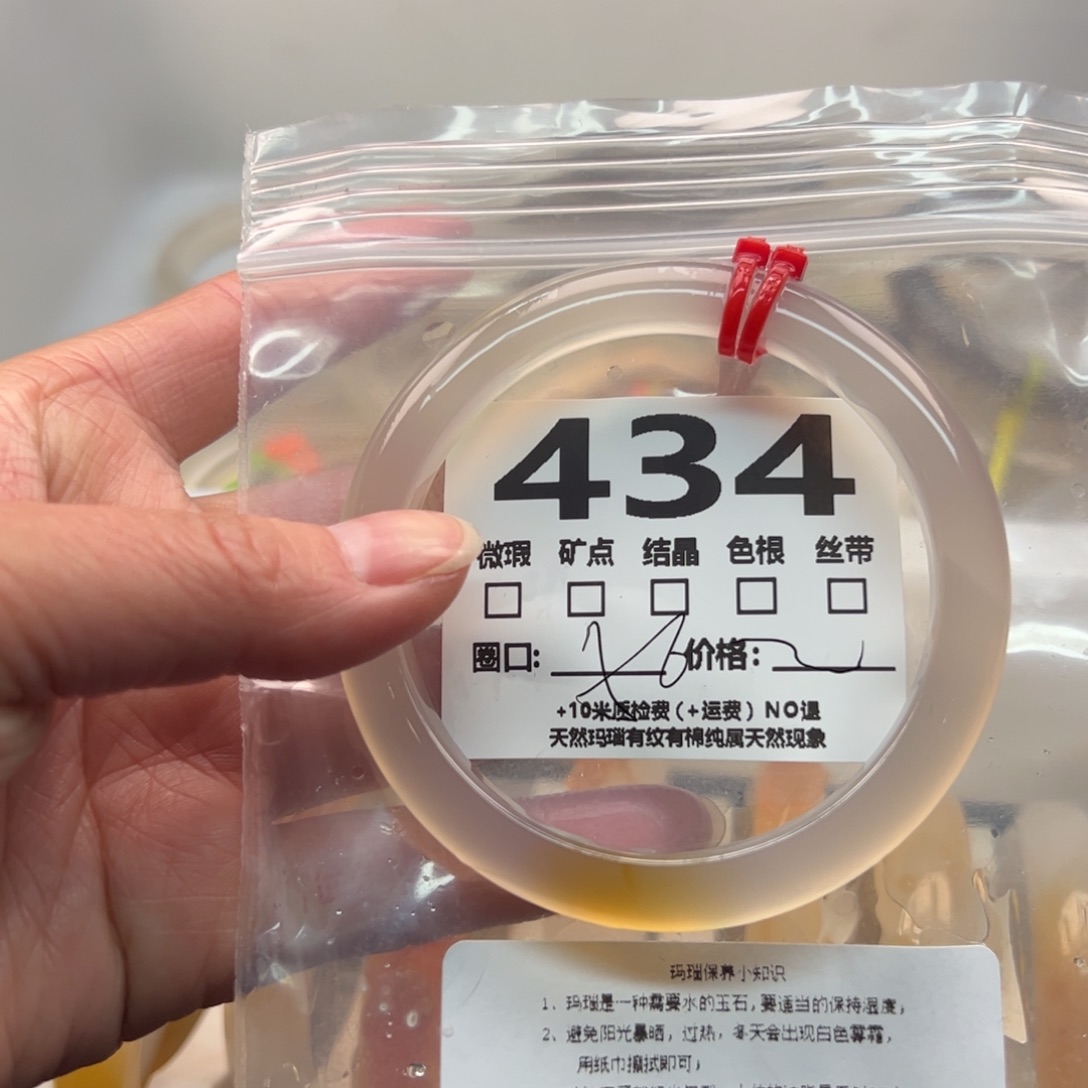 434
微瑕 矿点 结晶 色根 丝带
圈口: 价格:
+10米质检费(+运费) NO退
天然玛瑙有纹有棉纯属天然现象
玛瑙保养小知识
1、玛瑙是一种需要水的玉石,要适当的保持湿度;
2、避免阳光暴晒,过热,冬天会出现白色雾霜,
用纸巾擦拭即可;